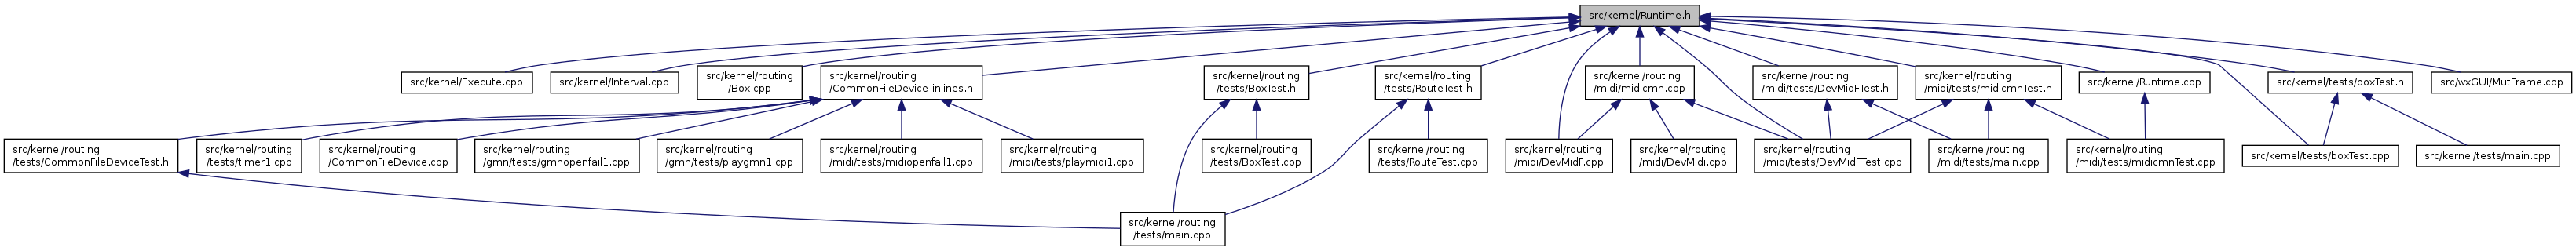 src/kernel/Runtime.h
src/kernel/Execute.cpp
src/kernel/Interval.cpp
src/kernel/routing
/Box.cpp
src/kernel/routing
/CommonFileDevice-inlines.h
src/kernel/routing
/tests/BoxTest.h
src/kernel/routing
/tests/RouteTest.h
src/kernel/routing
/midi/midicmn.cpp
src/kernel/routing
/midi/tests/DevMidFTest.h
src/kernel/routing
/midi/tests/midicmnTest.h
src/kernel/Runtime.cpp
src/kernel/tests/boxTest.h
src/wxGUI/MutFrame.cpp
src/kernel/routing
/tests/CommonFileDeviceTest.h
src/kernel/routing
/tests/timer1.cpp
src/kernel/routing
/CommonFileDevice.cpp
src/kernel/routing
/gmn/tests/gmnopenfail1.cpp
src/kernel/routing
/gmn/tests/playgmn1.cpp
src/kernel/routing
/midi/tests/midiopenfail1.cpp
src/kernel/routing
/midi/tests/playmidi1.cpp
src/kernel/routing
/tests/BoxTest.cpp
src/kernel/routing
/tests/RouteTest.cpp
src/kernel/routing
/midi/DevMidF.cpp
src/kernel/routing
/midi/DevMidi.cpp
src/kernel/routing
/midi/tests/DevMidFTest.cpp
src/kernel/routing
/midi/tests/main.cpp
src/kernel/routing
/midi/tests/midicmnTest.cpp
src/kernel/tests/boxTest.cpp
src/kernel/tests/main.cpp
src/kernel/routing
/tests/main.cpp